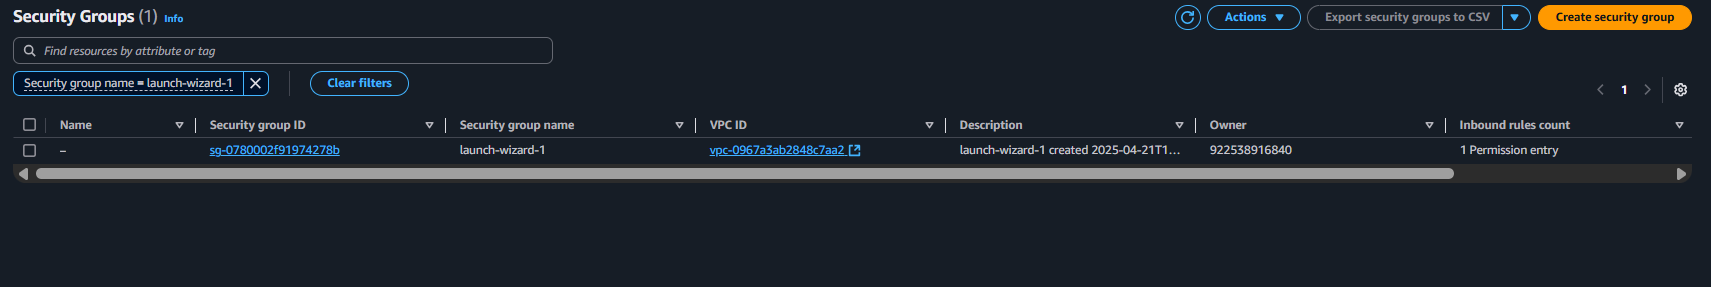 Security Groups (1) Info
Actions
Export security groups to CSV
Create security group
Find resources by attribute or tag
Security group name = launch-wizard-1
Clear filters
1
Name Security group ID Security group name VPC ID Description Owner Inbound rules count
– sg-0780002f91974278b launch-wizard-1 vpc-0967a3ab2848c7aa2 launch-wizard-1 created 2025-04-21T1... 922538916840 1 Permission entry